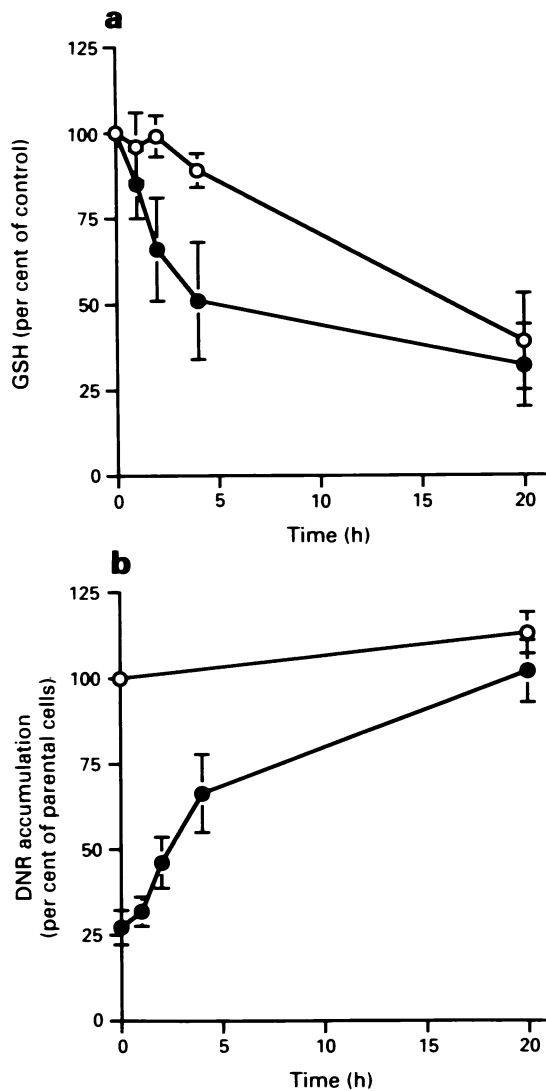 a
125
100
75
50
25
0
GSH (per cent of control)
0 5 10 15 20
Time (h)
b
125
100
75
50
25
0
DNR accumulation
(per cent of parental cells)
0 5 10 15 20
Time (h)